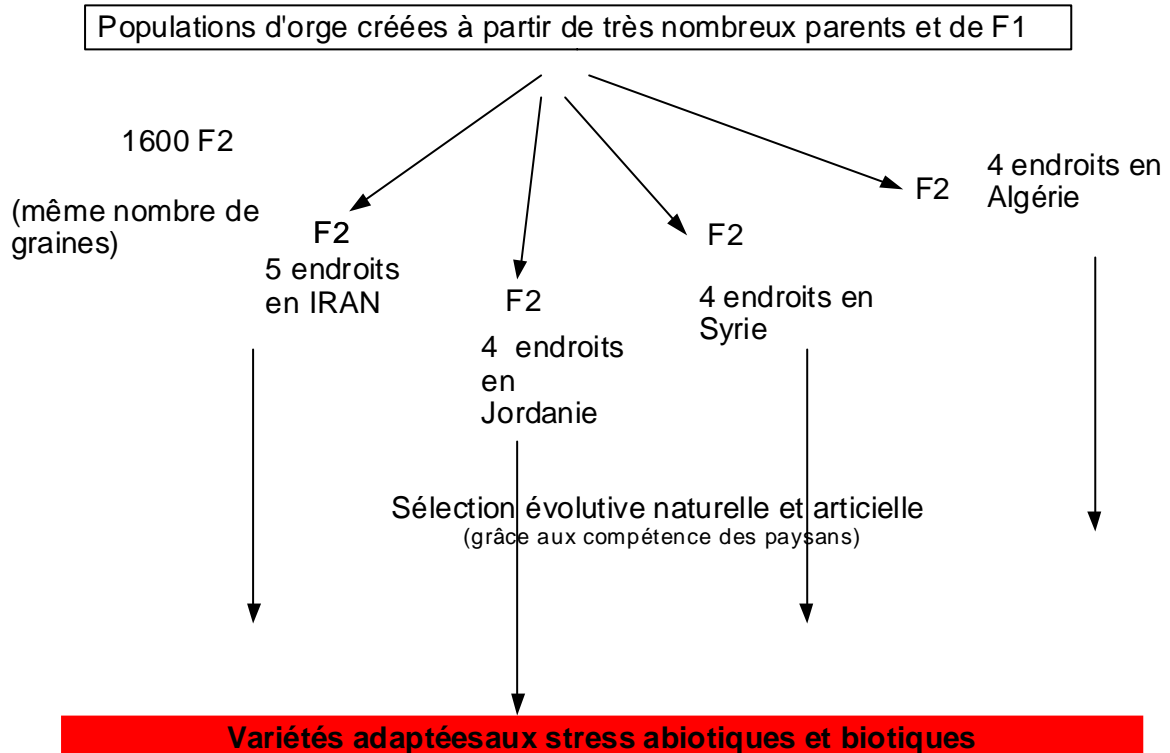 Populations d'orge créées à partir de très nombreux parents et de F1
1600 F2
(même nombre de
graines)
F2
5 endroits
en IRAN
F2
4 endroits
en
Jordanie
F2
4 endroits en
Syrie
F2
4 endroits en
Algérie
Sélection évolutive naturelle et articielle
(grâce aux compétence des paysans)
Variétés adaptéesaux stress abiotiques et biotiques